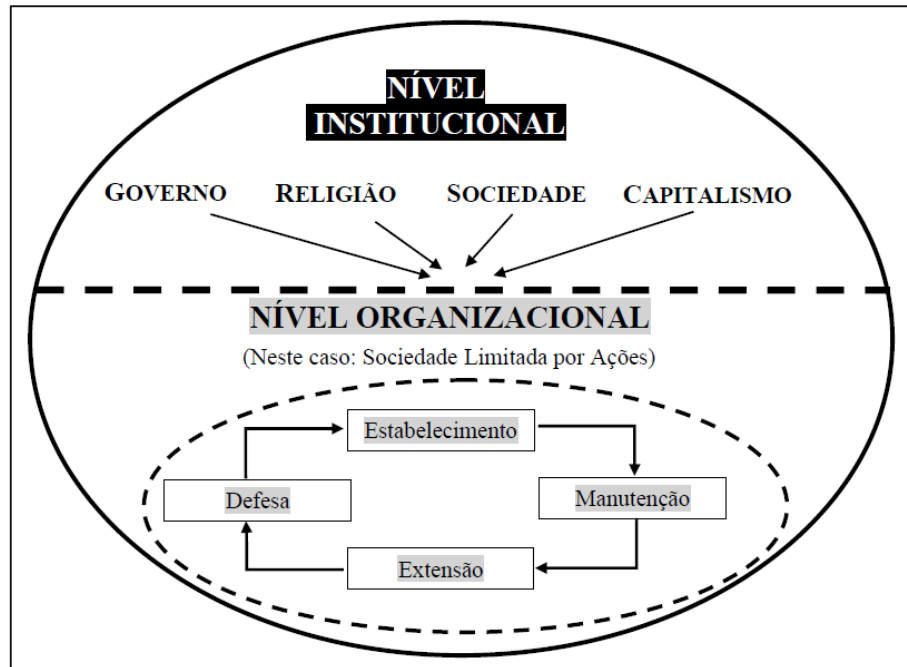 NÍVEL
INSTITUCIONAL
GOVERNO RELIGIÃO SOCIEDADE CAPITALISMO
NÍVEL ORGANIZACIONAL
(Neste caso: Sociedade Limitada por Ações)
Estabelecimento
Defesa Manutenção
Extensão